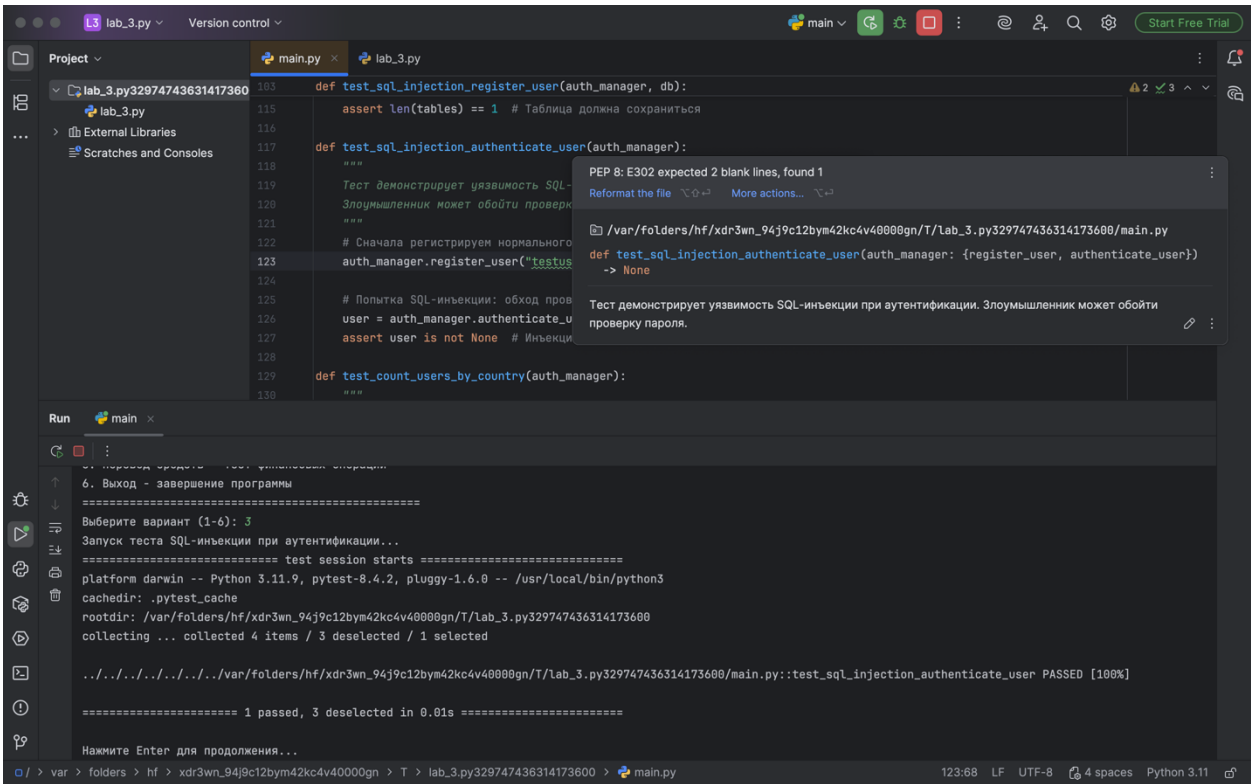 L3 lab_3.py Version control main Start Free Trial
Project main.py lab_3.py
lab_3.py32974743631417360
lab_3.py
External Libraries
Scratches and Consoles
103 def test_sql_injection_register_user(auth_manager, db):
2 3
115 assert len(tables) == 1 # Таблица должна сохраниться
116
117 def test_sql_injection_authenticate_user(auth_manager):
118 """
119 Тест демонстрирует уязвимость SQL-
120 Злоумышленник может обойти проверк
121 """
122 # Сначала регистрируем нормального
123 auth_manager.register_user("testus
124
125 # Попытка SQL-инъекции: обход пров
126 user = auth_manager.authenticate_u
127 assert user is not None # Инъекци
128
129 def test_count_users_by_country(auth_manager):
130 """
PEP 8: E302 expected 2 blank lines, found 1
Reformat the file ⌥⇧⏎ More actions... ⌥⏎
/var/folders/hf/xdr3wn_94j9c12bym42kc4v40000gn/T/lab_3.py329747436314173600/main.py
def test_sql_injection_authenticate_user(auth_manager: {register_user, authenticate_user})
-> None
Тест демонстрирует уязвимость SQL-инъекции при аутентификации. Злоумышленник может обойти
проверку пароля.
Run main
6. Выход - завершение программы
==================================================
Выберите вариант (1-6): 3
Запуск теста SQL-инъекции при аутентификации...
============================= test session starts ==============================
platform darwin -- Python 3.11.9, pytest-8.4.2, pluggy-1.6.0 -- /usr/local/bin/python3
cachedir: .pytest_cache
rootdir: /var/folders/hf/xdr3wn_94j9c12bym42kc4v40000gn/T/lab_3.py329747436314173600
collecting ... collected 4 items / 3 deselected / 1 selected
../../../../../../../var/folders/hf/xdr3wn_94j9c12bym42kc4v40000gn/T/lab_3.py329747436314173600/main.py::test_sql_injection_authenticate_user PASSED [100%]
======================= 1 passed, 3 deselected in 0.01s ========================
Нажмите Enter для продолжения...
/ > var > folders > hf > xdr3wn_94j9c12bym42kc4v40000gn > T > lab_3.py329747436314173600 > main.py 123:68 LF UTF-8 4 spaces Python 3.11